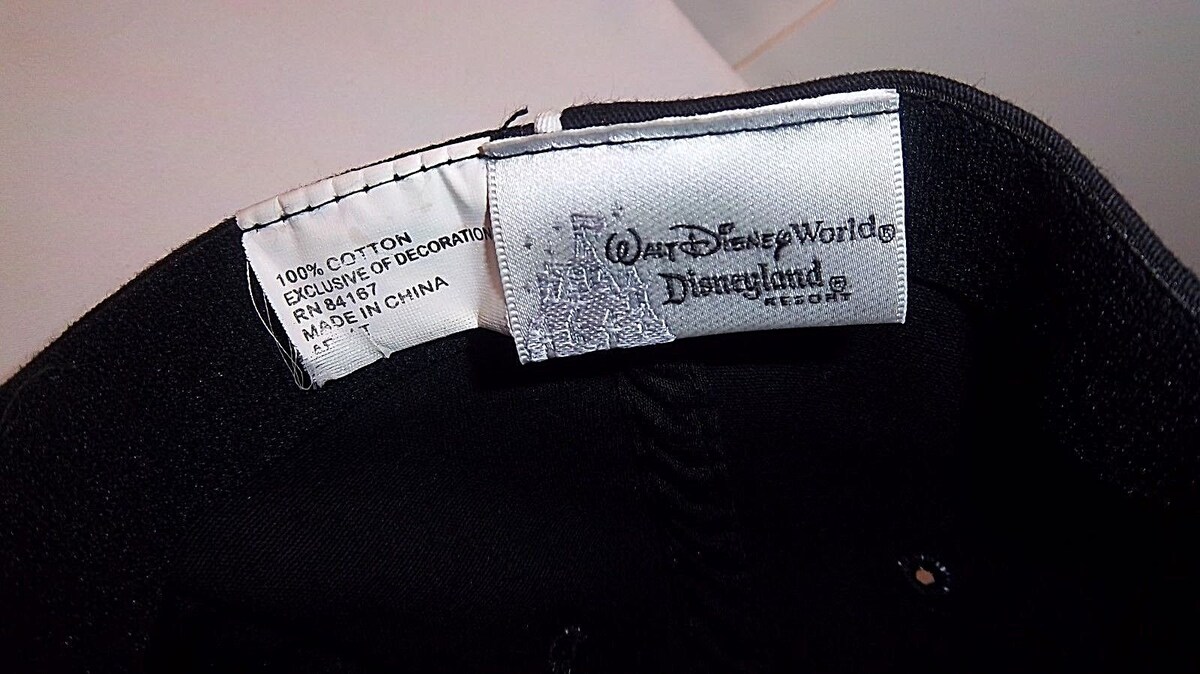 100% COTTON
EXCLUSIVE OF DECORATION
RN 84167
MADE IN CHINA
WALT DISNEY World®
Disneyland®
RESORT